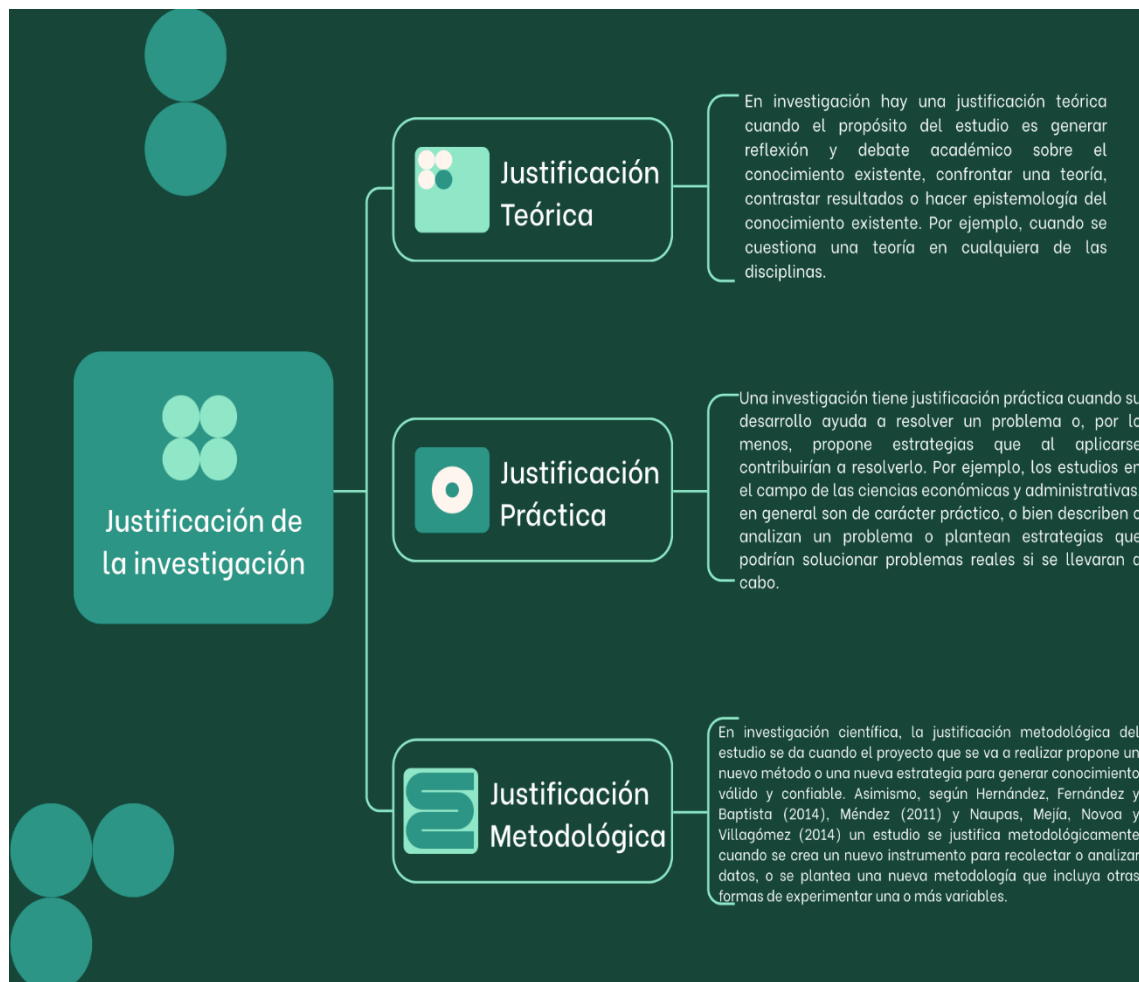 Justificación de
la investigación
Justificación
Teórica
En investigación hay una justificación teórica
cuando el propósito del estudio es generar
reflexión y debate académico sobre el
conocimiento existente, confrontar una teoría,
contrastar resultados o hacer epistemología del
conocimiento existente. Por ejemplo, cuando se
cuestiona una teoría en cualquiera de las
disciplinas.
Justificación
Práctica
Una investigación tiene justificación práctica cuando su
desarrollo ayuda a resolver un problema o, por lo
menos, propone estrategias que al aplicarse
contribuirían a resolverlo. Por ejemplo, los estudios en
el campo de las ciencias económicas y administrativas
en general son de carácter práctico, o bien describen o
analizan un problema o plantean estrategias que
podrían solucionar problemas reales si se llevaran a
cabo.
Justificación
Metodológica
En investigación científica, la justificación metodológica del
estudio se da cuando el proyecto que se va a realizar propone un
nuevo método o una nueva estrategia para generar conocimiento
válido y confiable. Asimismo, según Hernández, Fernández y
Baptista (2014), Méndez (2011) y Naupas, Mejía, Novoa y
Villagómez (2014) un estudio se justifica metodológicamente
cuando se crea un nuevo instrumento para recolectar o analizar
datos, o se plantea una nueva metodología que incluya otras
formas de experimentar una o más variables.